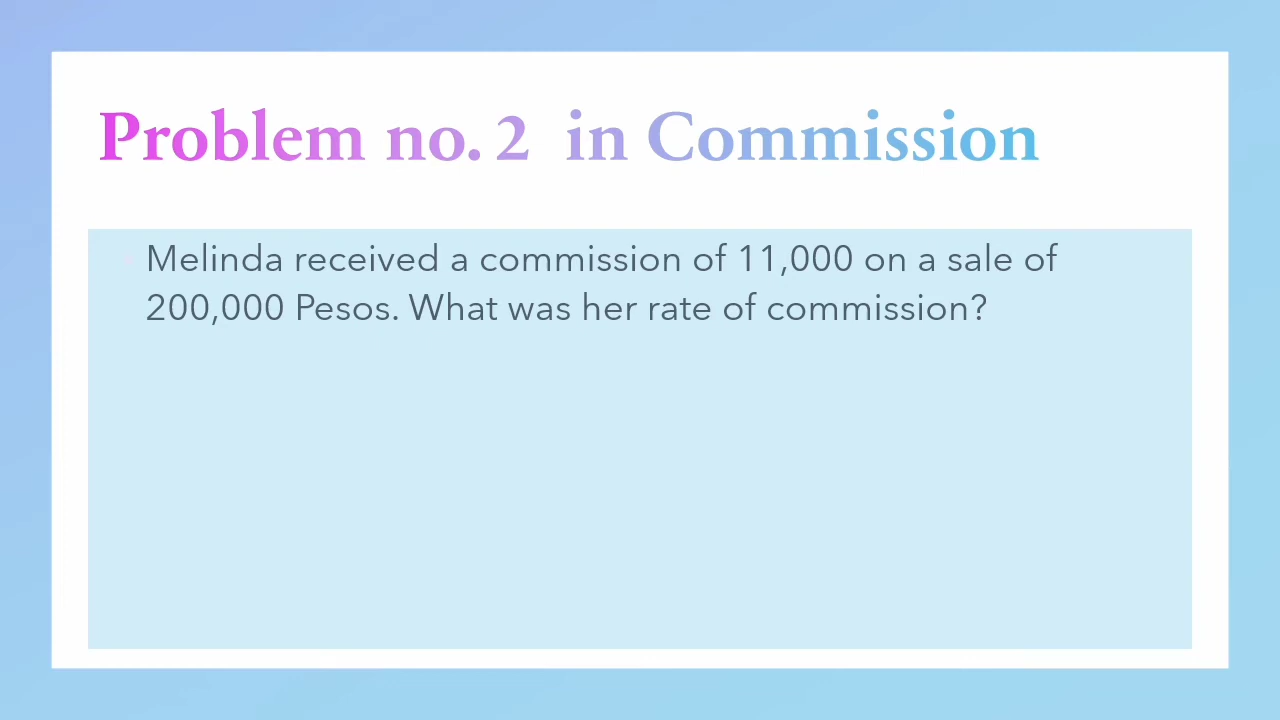 Problem no. 2 in Commission
Melinda received a commission of 11,000 on a sale of
200,000 Pesos. What was her rate of commission?